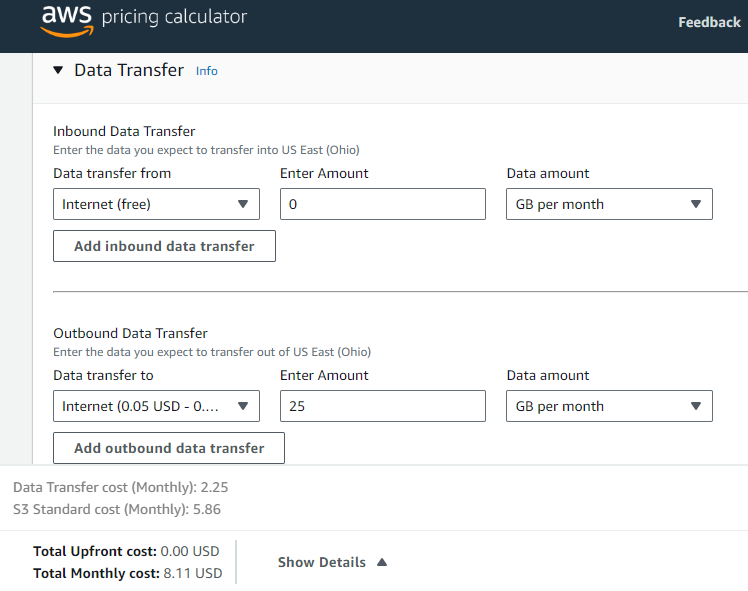 aws pricing calculator
Feedback
Data Transfer Info
Inbound Data Transfer
Enter the data you expect to transfer into US East (Ohio)
Data transfer from Enter Amount Data amount
Internet (free) 0 GB per month
Add inbound data transfer
Outbound Data Transfer
Enter the data you expect to transfer out of US East (Ohio)
Data transfer to Enter Amount Data amount
Internet (0.05 USD - 0.... 25 GB per month
Add outbound data transfer
Data Transfer cost (Monthly): 2.25
S3 Standard cost (Monthly): 5.86
Total Upfront cost: 0.00 USD
Total Monthly cost: 8.11 USD
Show Details